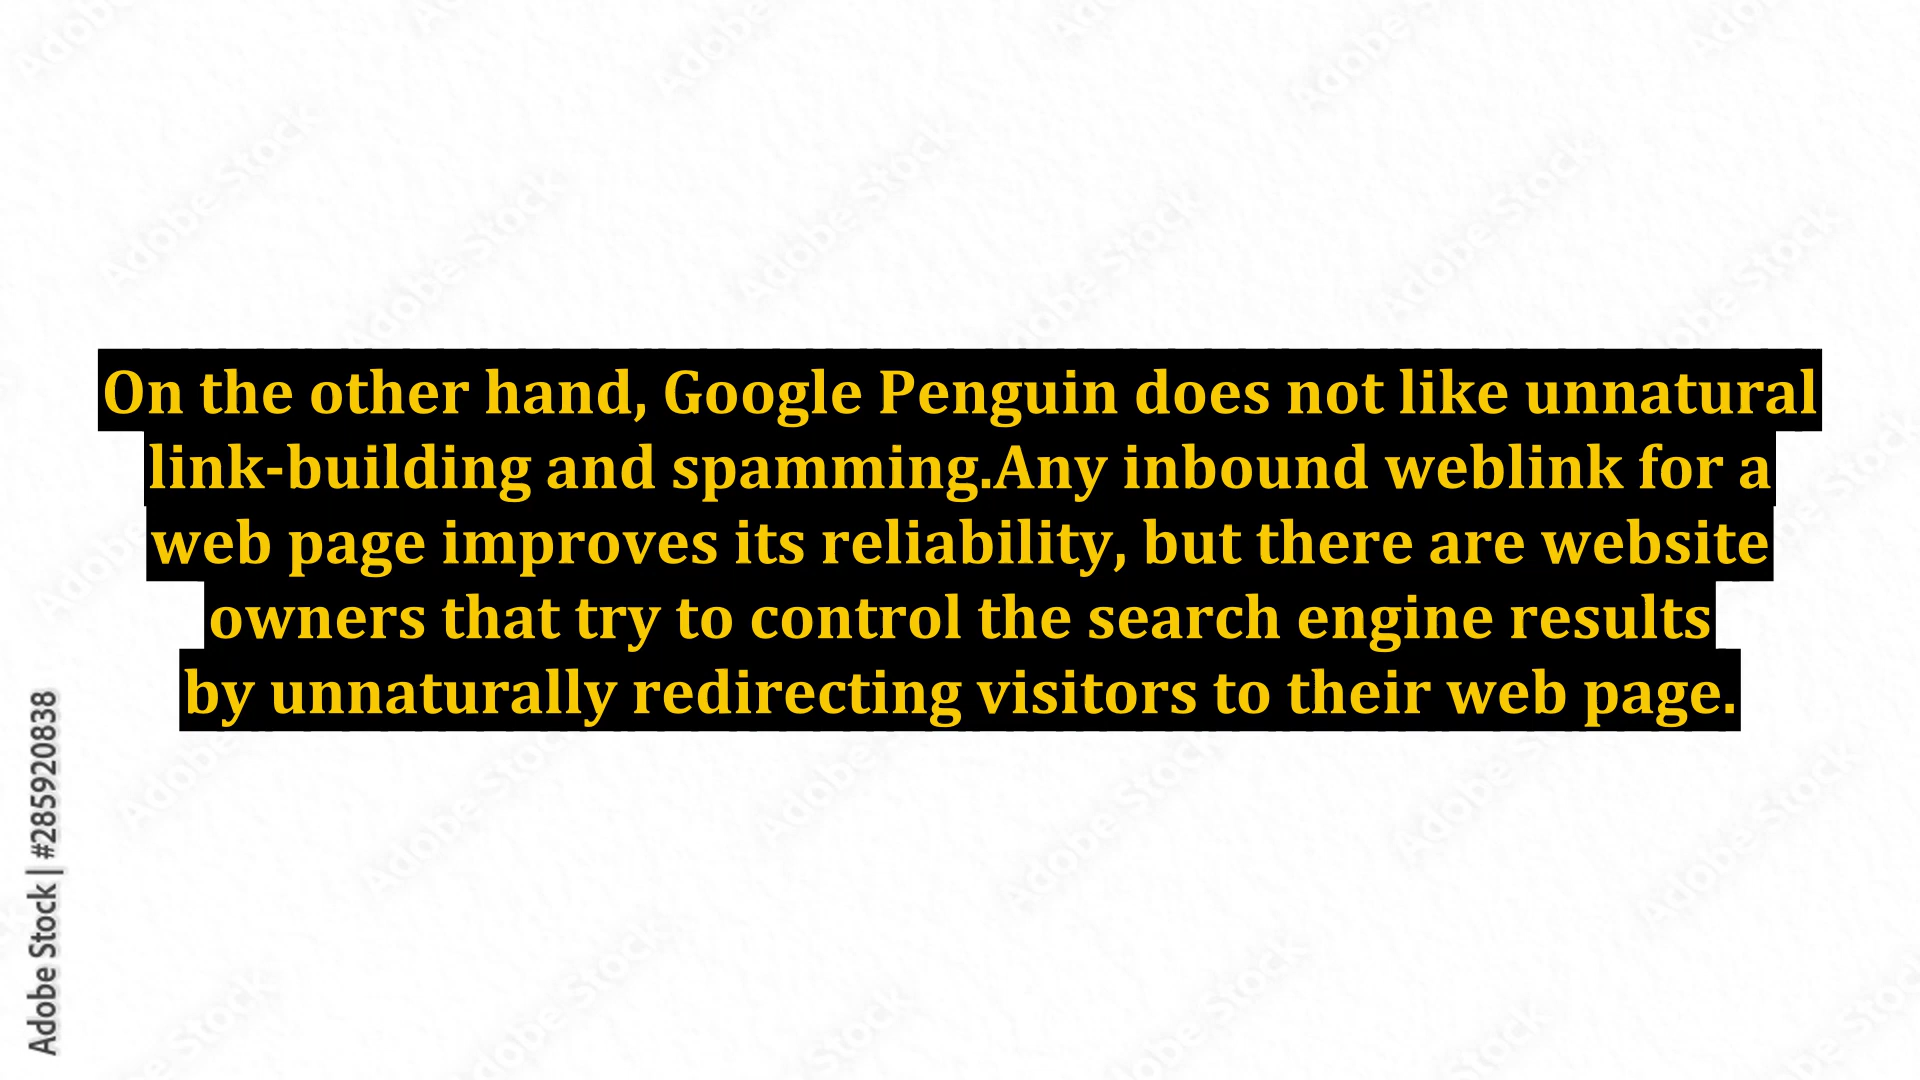 On the other hand, Google Penguin does not like unnatural
link-building and spamming.Any inbound weblink for a
web page improves its reliability, but there are website
owners that try to control the search engine results
by unnaturally redirecting visitors to their web page.
Adobe Stock | #285920838